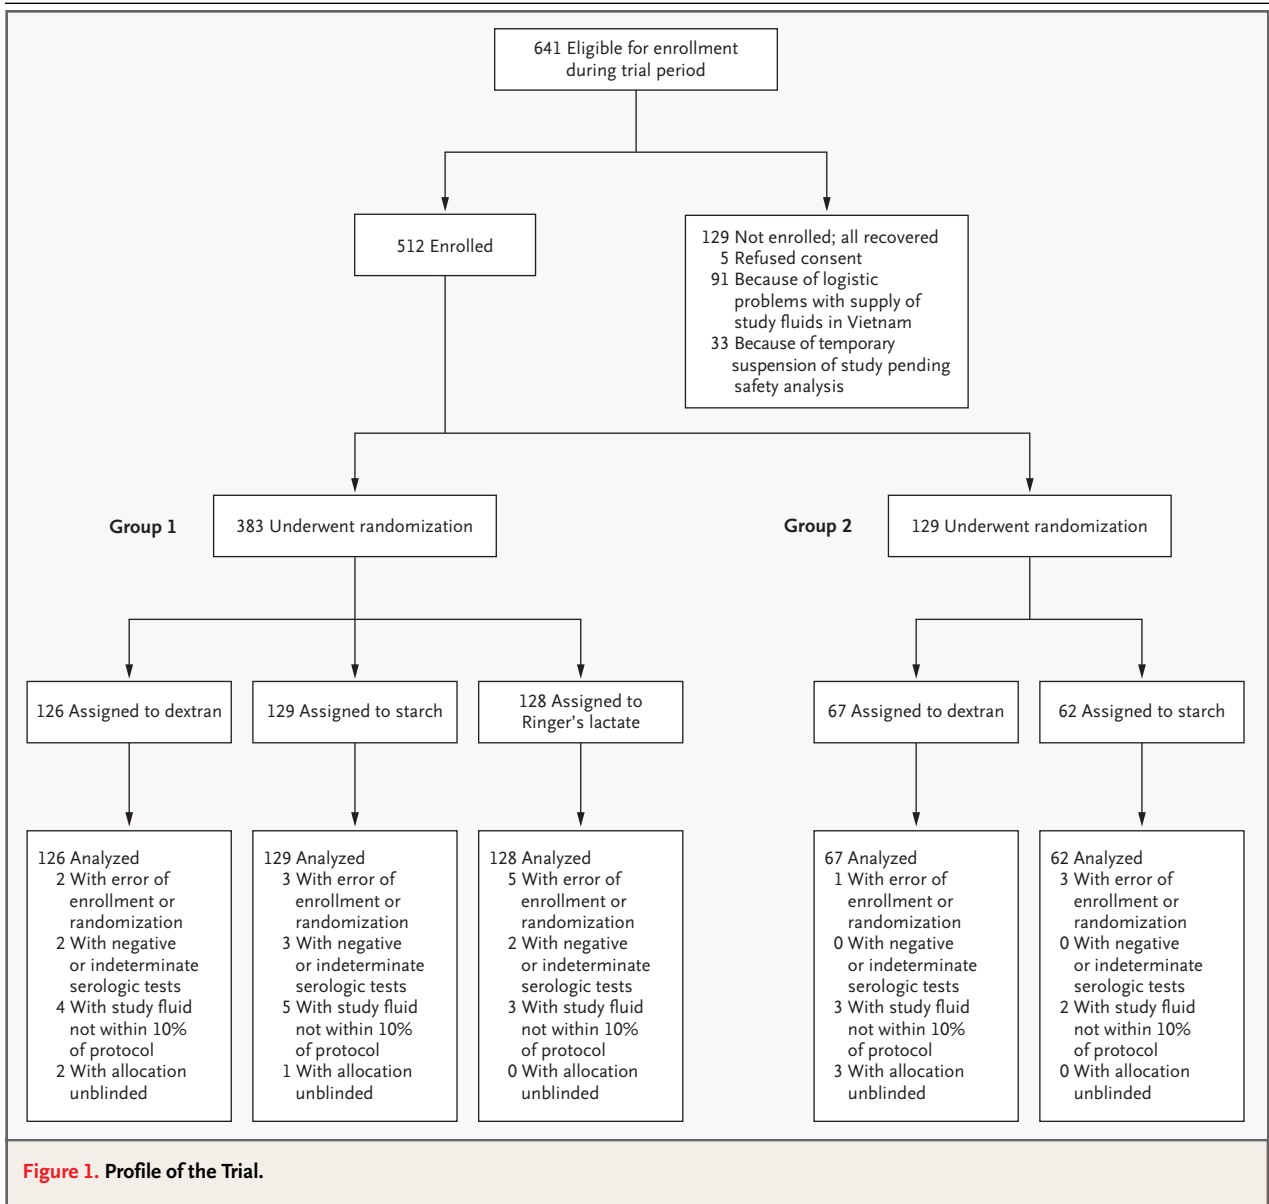 641 Eligible for enrollment
during trial period
512 Enrolled
129 Not enrolled; all recovered
5 Refused consent
91 Because of logistic
problems with supply of
study fluids in Vietnam
33 Because of temporary
suspension of study pending
safety analysis
Group 1
383 Underwent randomization
Group 2
129 Underwent randomization
126 Assigned to dextran
129 Assigned to starch
128 Assigned to
Ringer's lactate
67 Assigned to dextran
62 Assigned to starch
126 Analyzed
2 With error of
enrollment or
randomization
2 With negative
or indeterminate
serologic tests
4 With study fluid
not within 10%
of protocol
2 With allocation
unblinded
129 Analyzed
3 With error of
enrollment or
randomization
3 With negative
or indeterminate
serologic tests
5 With study fluid
not within 10%
of protocol
1 With allocation
unblinded
128 Analyzed
5 With error of
enrollment or
randomization
2 With negative
or indeterminate
serologic tests
3 With study fluid
not within 10%
of protocol
0 With allocation
unblinded
67 Analyzed
1 With error of
enrollment or
randomization
0 With negative
or indeterminate
serologic tests
3 With study fluid
not within 10%
of protocol
3 With allocation
unblinded
62 Analyzed
3 With error of
enrollment or
randomization
0 With negative
or indeterminate
serologic tests
2 With study fluid
not within 10%
of protocol
0 With allocation
unblinded
Figure 1. Profile of the Trial.